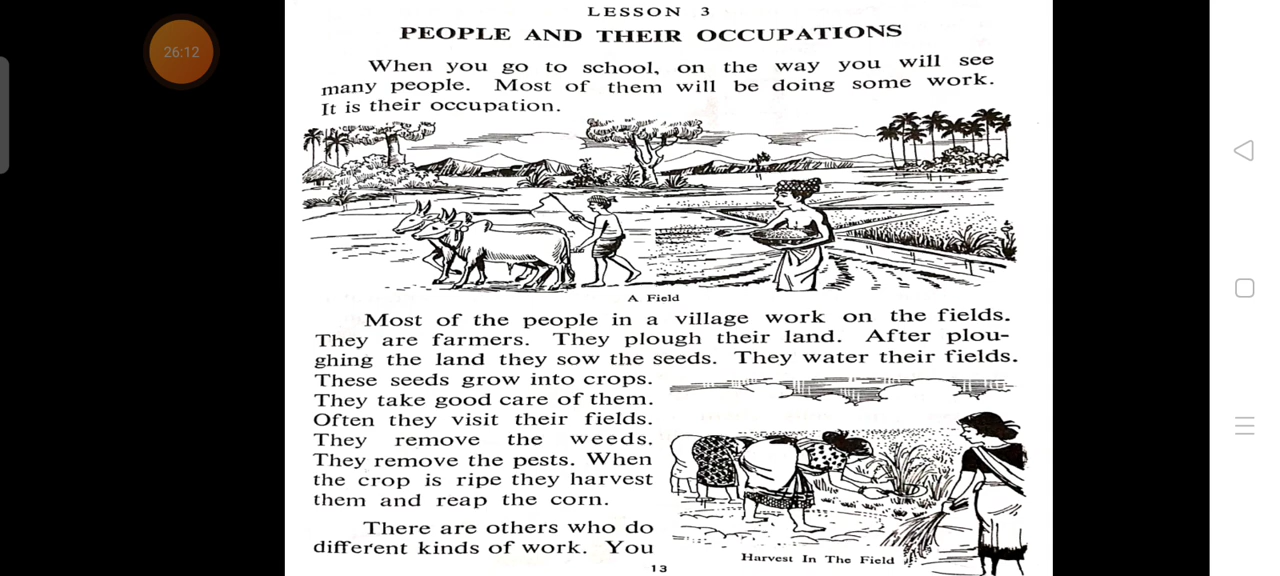 26:12
LESSON 3
PEOPLE AND THEIR OCCUPATIONS
When you go to school, on the way you will see
many people. Most of them will be doing some work.
It is their occupation.
A Field
Most of the people in a village work on the fields.
They are farmers. They plough their land. After plou-
ghing the land they sow the seeds. They water their fields.
These seeds grow into crops.
They take good care of them.
Often they visit their fields.
They remove the weeds.
They remove the pests. When
the crop is ripe they harvest
them and reap the corn.
There are others who do
different kinds of work. You
Harvest In The Field
13